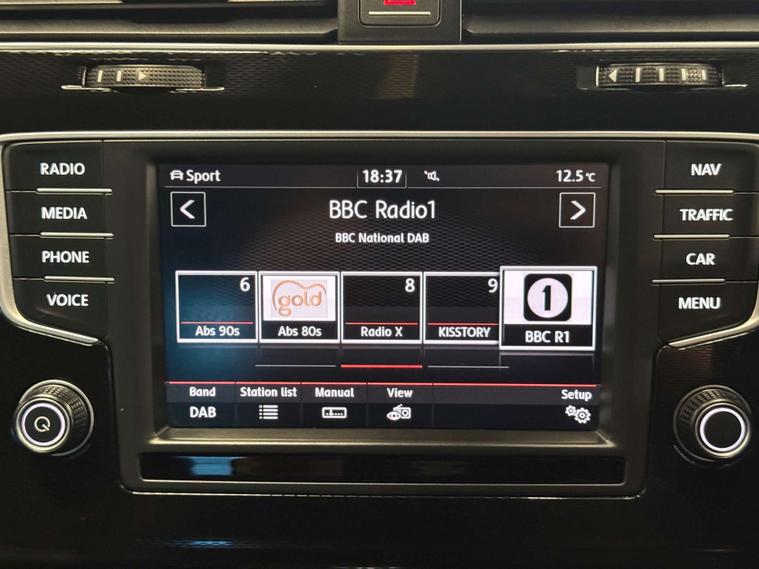 RADIO
MEDIA
PHONE
VOICE
Sport 18:37 12.5 °C
BBC Radio1
BBC National DAB
6
Abs 90s
gold
Abs 80s
8
Radio X
9
KISSTORY
1
BBC R1
Band Station list Manual View Setup
DAB
NAV
TRAFFIC
CAR
MENU